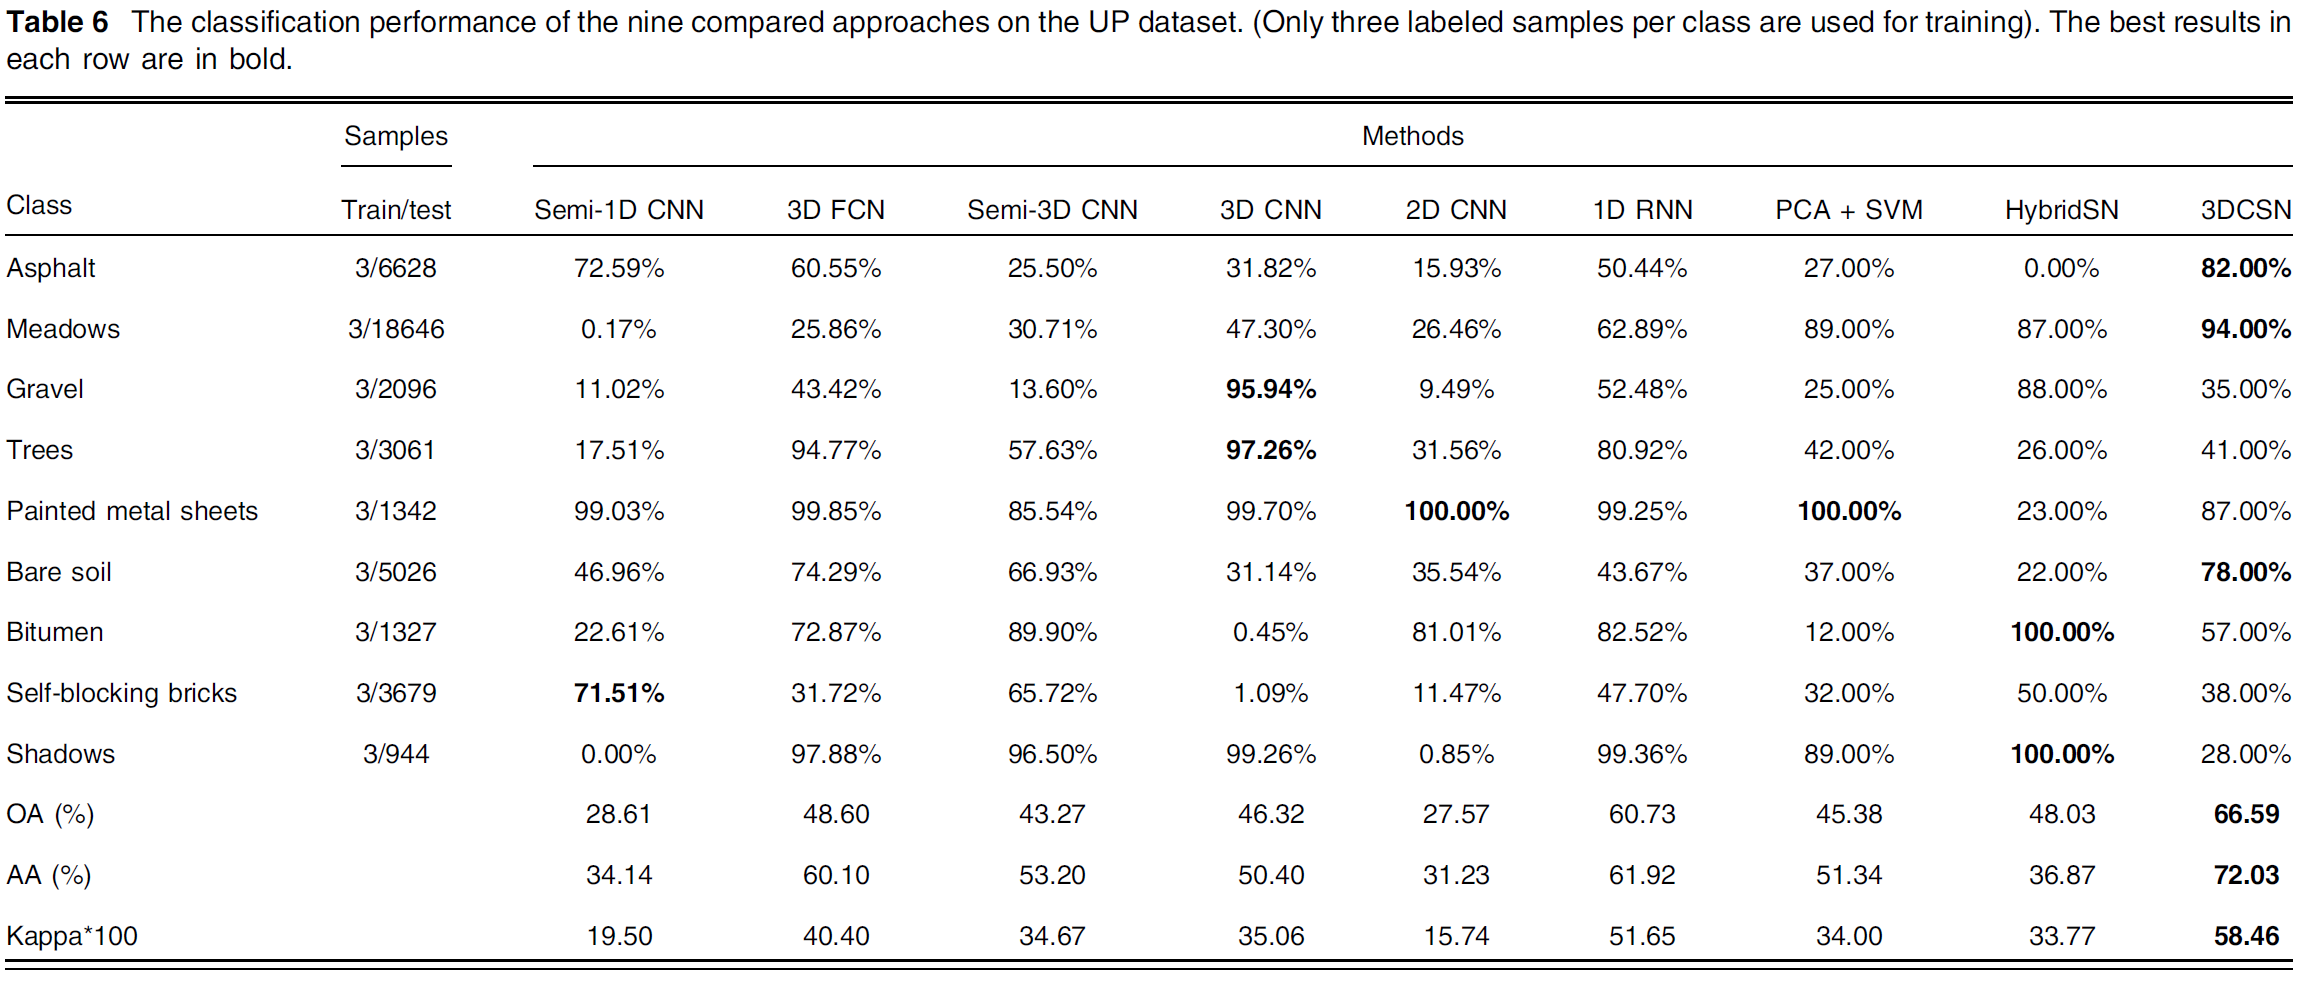 Table 6 The classification performance of the nine compared approaches on the UP dataset. (Only three labeled samples per class are used for training). The best results in
each row are in bold.
Samples Methods
Class Train/test Semi-1D CNN 3D FCN Semi-3D CNN 3D CNN 2D CNN 1D RNN PCA + SVM HybridSN 3DCSN
Asphalt 3/6628 72.59% 60.55% 25.50% 31.82% 15.93% 50.44% 27.00% 0.00% 82.00%
Meadows 3/18646 0.17% 25.86% 30.71% 47.30% 26.46% 62.89% 89.00% 87.00% 94.00%
Gravel 3/2096 11.02% 43.42% 13.60% 95.94% 9.49% 52.48% 25.00% 88.00% 35.00%
Trees 3/3061 17.51% 94.77% 57.63% 97.26% 31.56% 80.92% 42.00% 26.00% 41.00%
Painted metal sheets 3/1342 99.03% 99.85% 85.54% 99.70% 100.00% 99.25% 100.00% 23.00% 87.00%
Bare soil 3/5026 46.96% 74.29% 66.93% 31.14% 35.54% 43.67% 37.00% 22.00% 78.00%
Bitumen 3/1327 22.61% 72.87% 89.90% 0.45% 81.01% 82.52% 12.00% 100.00% 57.00%
Self-blocking bricks 3/3679 71.51% 31.72% 65.72% 1.09% 11.47% 47.70% 32.00% 50.00% 38.00%
Shadows 3/944 0.00% 97.88% 96.50% 99.26% 0.85% 99.36% 89.00% 100.00% 28.00%
OA (%) 28.61 48.60 43.27 46.32 27.57 60.73 45.38 48.03 66.59
AA (%) 34.14 60.10 53.20 50.40 31.23 61.92 51.34 36.87 72.03
Kappa*100 19.50 40.40 34.67 35.06 15.74 51.65 34.00 33.77 58.46